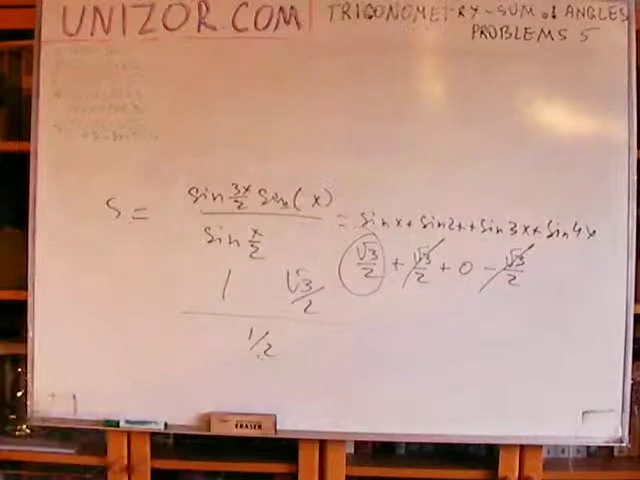 UNIZOR.COM
TRIGONOMETRY - SUM of ANGLES
PROBLEMS 5
S = sin 3x/2 sin( x) / sin x/2 = sin x + sin 2x + sin 3x + sin 4x
√3/2 + √3/2 + 0 - √3/2
1 √3/2
1/2
ERASER